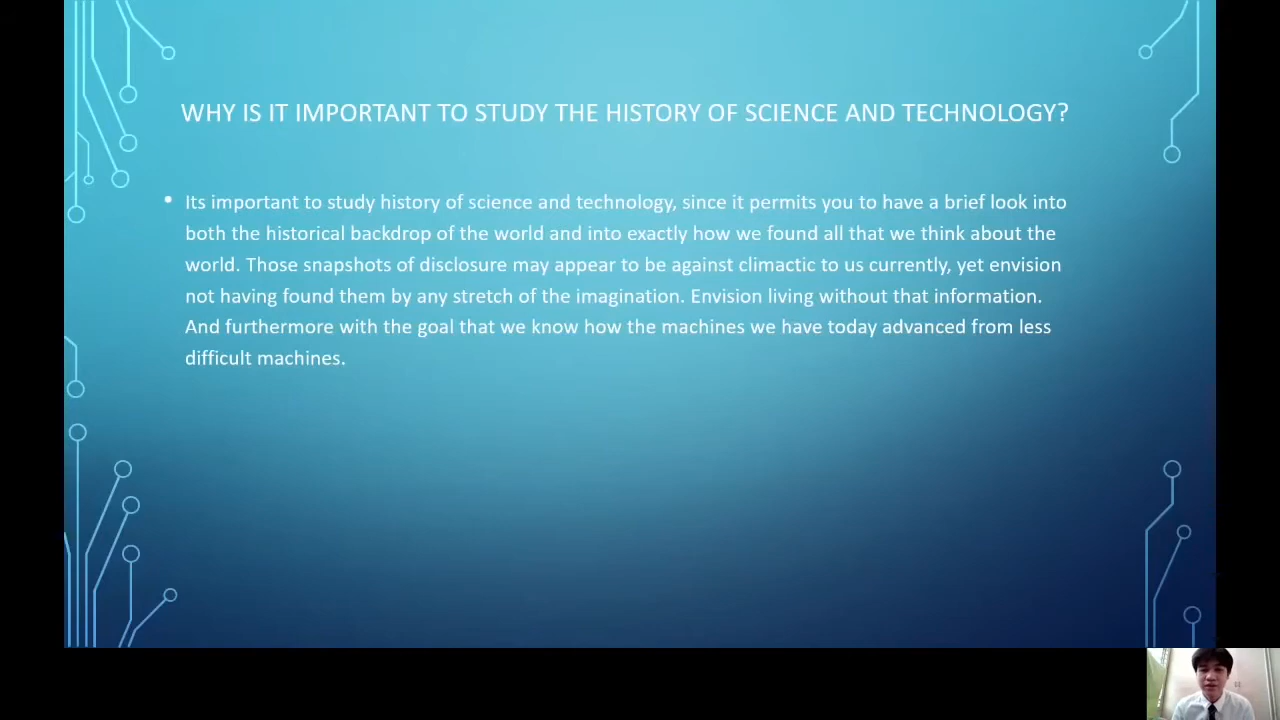 WHY IS IT IMPORTANT TO STUDY THE HISTORY OF SCIENCE AND TECHNOLOGY?
Its important to study history of science and technology, since it permits you to have a brief look into
both the historical backdrop of the world and into exactly how we found all that we think about the
world. Those snapshots of disclosure may appear to be against climactic to us currently, yet envision
not having found them by any stretch of the imagination. Envision living without that information.
And furthermore with the goal that we know how the machines we have today advanced from less
difficult machines.